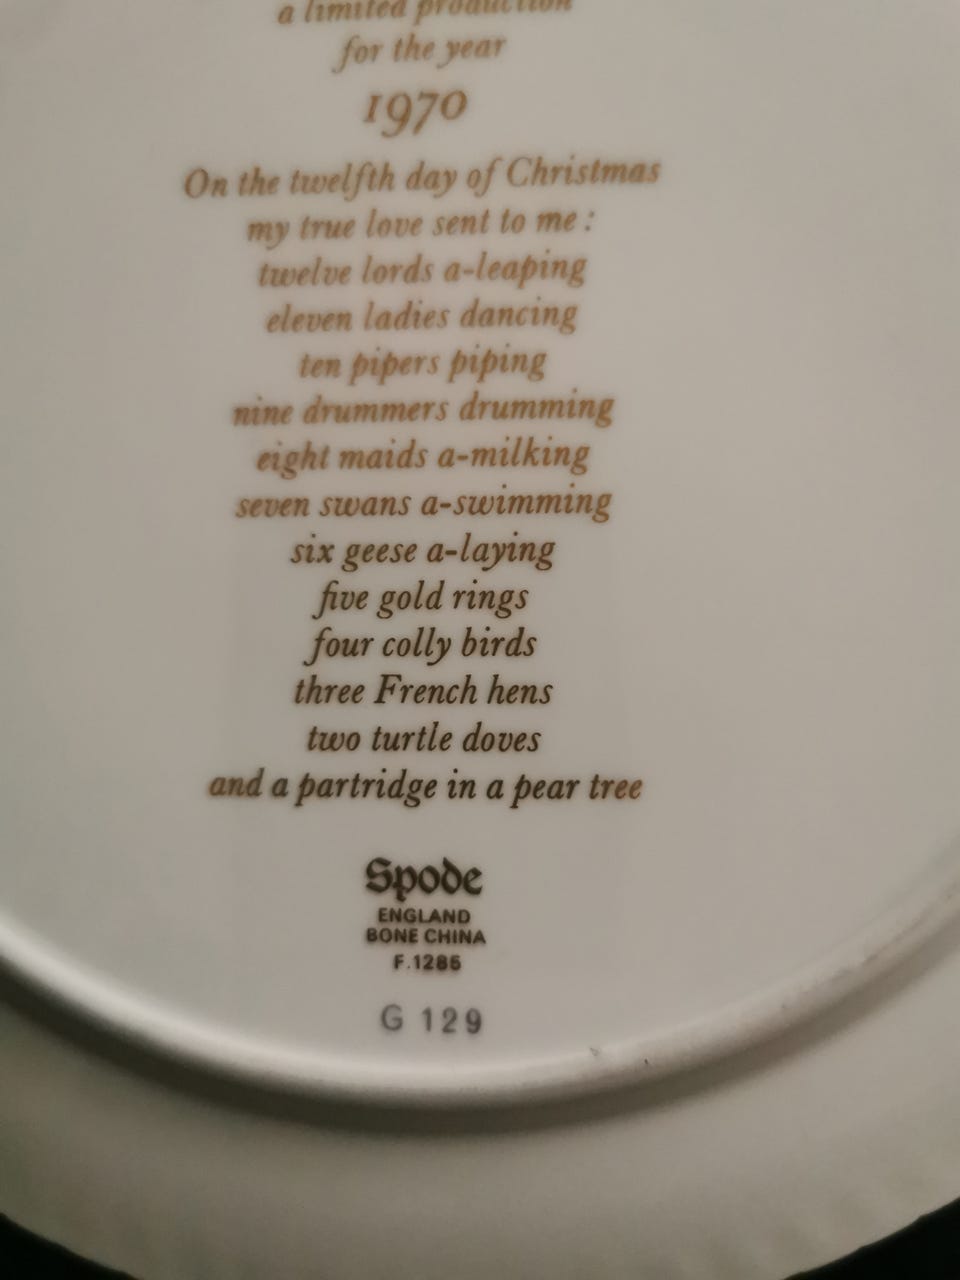 a limited production
for the year
1970
On the twelfth day of Christmas
my true love sent to me :
twelve lords a-leaping
eleven ladies dancing
ten pipers piping
nine drummers drumming
eight maids a-milking
seven swans a-swimming
six geese a-laying
five gold rings
four colly birds
three French hens
two turtle doves
and a partridge in a pear tree
Spode
ENGLAND
BONE CHINA
F.1285
G 129